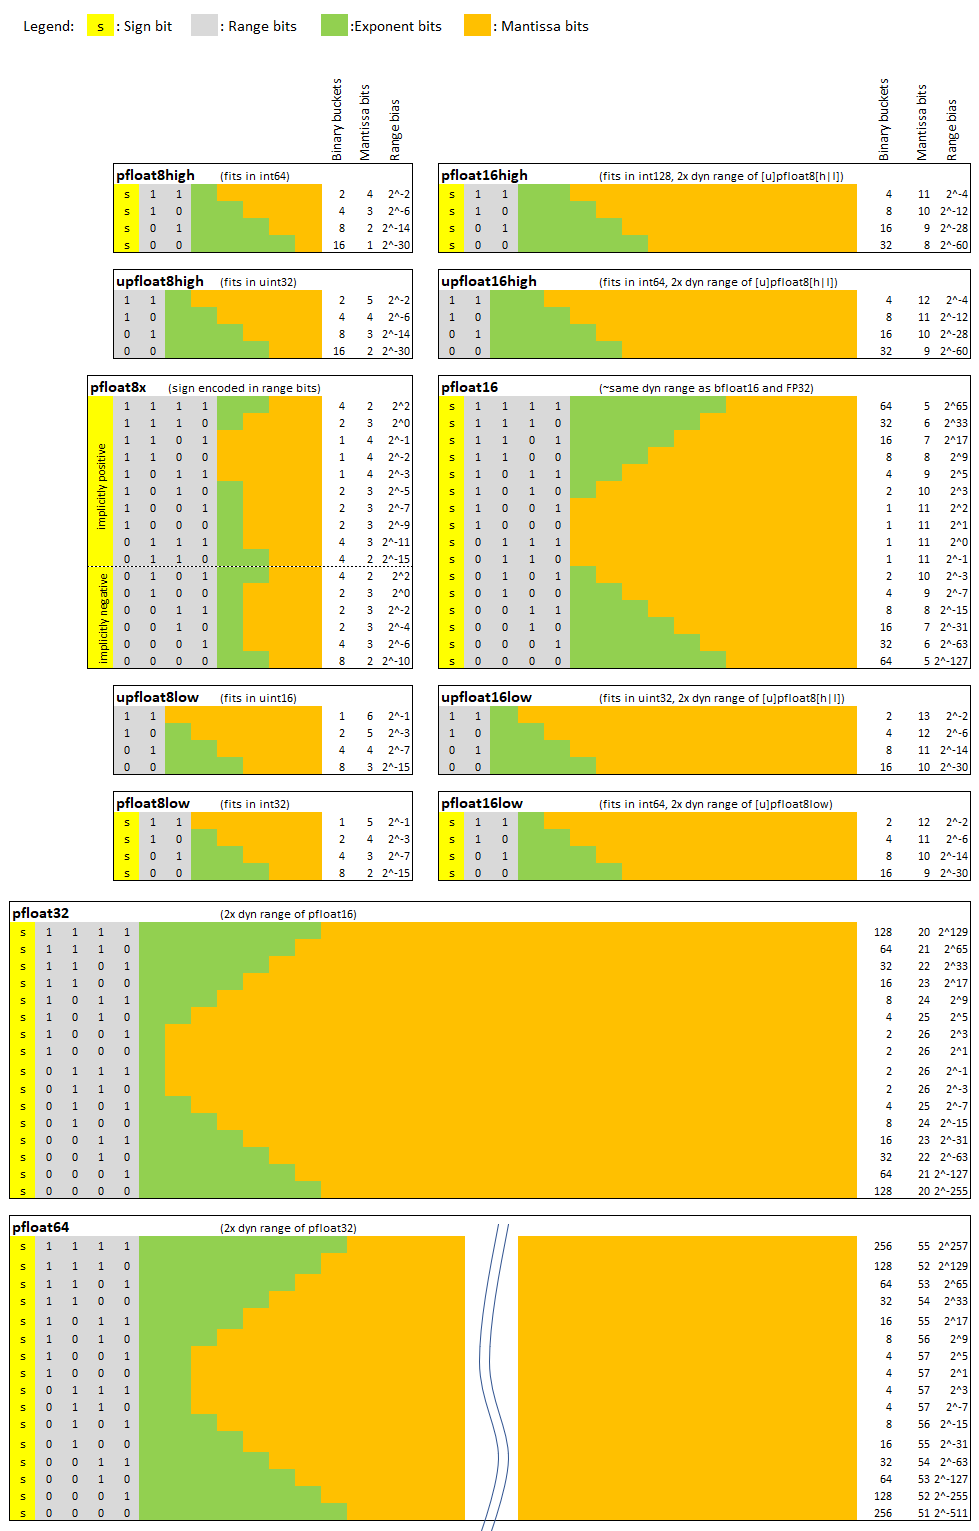 Legend: s : Sign bit : Range bits :Exponent bits : Mantissa bits
Binary buckets Mantissa bits Range bias
Binary buckets Mantissa bits Range bias
pfloat8high (fits in int64)
s 1 1 2 4 2^-2
s 1 0 4 3 2^-6
s 0 1 8 2 2^-14
s 0 0 16 1 2^-30
pfloat16high (fits in int128, 2x dyn range of [u]pfloat8[h|l])
s 1 1 4 11 2^-4
s 1 0 8 10 2^-12
s 0 1 16 9 2^-28
s 0 0 32 8 2^-60
upfloat8high (fits in uint32)
1 1 2 5 2^-2
1 0 4 4 2^-6
0 1 8 3 2^-14
0 0 16 2 2^-30
upfloat16high (fits in int64, 2x dyn range of [u]pfloat8[h|l])
1 1 4 12 2^-4
1 0 8 11 2^-12
0 1 16 10 2^-28
0 0 32 9 2^-60
pfloat8x (sign encoded in range bits)
implicitly positive
1 1 1 1 4 2 2^2
1 1 1 0 2 3 2^0
1 1 0 1 1 4 2^-1
1 1 0 0 1 4 2^-2
1 0 1 1 1 4 2^-3
1 0 1 0 2 3 2^-5
1 0 0 1 2 3 2^-7
1 0 0 0 2 3 2^-9
0 1 1 1 4 3 2^-11
0 1 1 0 4 2 2^-15
implicitly negative
0 1 0 1 4 2 2^2
0 1 0 0 2 3 2^0
0 0 1 1 2 3 2^-2
0 0 1 0 2 3 2^-4
0 0 0 1 4 3 2^-6
0 0 0 0 8 2 2^-10
pfloat16 (~same dyn range as bfloat16 and FP32)
s 1 1 1 1 64 5 2^65
s 1 1 1 0 32 6 2^33
s 1 1 0 1 16 7 2^17
s 1 1 0 0 8 8 2^9
s 1 0 1 1 4 9 2^5
s 1 0 1 0 2 10 2^3
s 1 0 0 1 1 11 2^2
s 1 0 0 0 1 11 2^1
s 0 1 1 1 1 11 2^0
s 0 1 1 0 1 11 2^-1
s 0 1 0 1 2 10 2^-3
s 0 1 0 0 4 9 2^-7
s 0 0 1 1 8 8 2^-15
s 0 0 1 0 16 7 2^-31
s 0 0 0 1 32 6 2^-63
s 0 0 0 0 64 5 2^-127
upfloat8low (fits in uint16)
1 1 1 6 2^-1
1 0 2 5 2^-3
0 1 4 4 2^-7
0 0 8 3 2^-15
upfloat16low (fits in uint32, 2x dyn range of [u]pfloat8[h|l])
1 1 2 13 2^-2
1 0 4 12 2^-6
0 1 8 11 2^-14
0 0 16 10 2^-30
pfloat8low (fits in int32)
s 1 1 1 5 2^-1
s 1 0 2 4 2^-3
s 0 1 4 3 2^-7
s 0 0 8 2 2^-15
pfloat16low (fits in int64, 2x dyn range of [u]pfloat8low)
s 1 1 2 12 2^-2
s 1 0 4 11 2^-6
s 0 1 8 10 2^-14
s 0 0 16 9 2^-30
pfloat32 (2x dyn range of pfloat16)
s 1 1 1 1 128 20 2^129
s 1 1 1 0 64 21 2^65
s 1 1 0 1 32 22 2^33
s 1 1 0 0 16 23 2^17
s 1 0 1 1 8 24 2^9
s 1 0 1 0 4 25 2^5
s 1 0 0 1 2 26 2^3
s 1 0 0 0 2 26 2^1
s 0 1 1 1 2 26 2^-1
s 0 1 1 0 2 26 2^-3
s 0 1 0 1 4 25 2^-7
s 0 1 0 0 8 24 2^-15
s 0 0 1 1 16 23 2^-31
s 0 0 1 0 32 22 2^-63
s 0 0 0 1 64 21 2^-127
s 0 0 0 0 128 20 2^-255
pfloat64 (2x dyn range of pfloat32)
s 1 1 1 1 256 55 2^257
s 1 1 1 0 128 52 2^129
s 1 1 0 1 64 53 2^65
s 1 1 0 0 32 54 2^33
s 1 0 1 1 16 55 2^17
s 1 0 1 0 8 56 2^9
s 1 0 0 1 4 57 2^5
s 1 0 0 0 4 57 2^1
s 0 1 1 1 4 57 2^3
s 0 1 1 0 4 57 2^-7
s 0 1 0 1 8 56 2^-15
s 0 1 0 0 16 55 2^-31
s 0 0 1 1 32 54 2^-63
s 0 0 1 0 64 53 2^-127
s 0 0 0 1 128 52 2^-255
s 0 0 0 0 256 51 2^-511